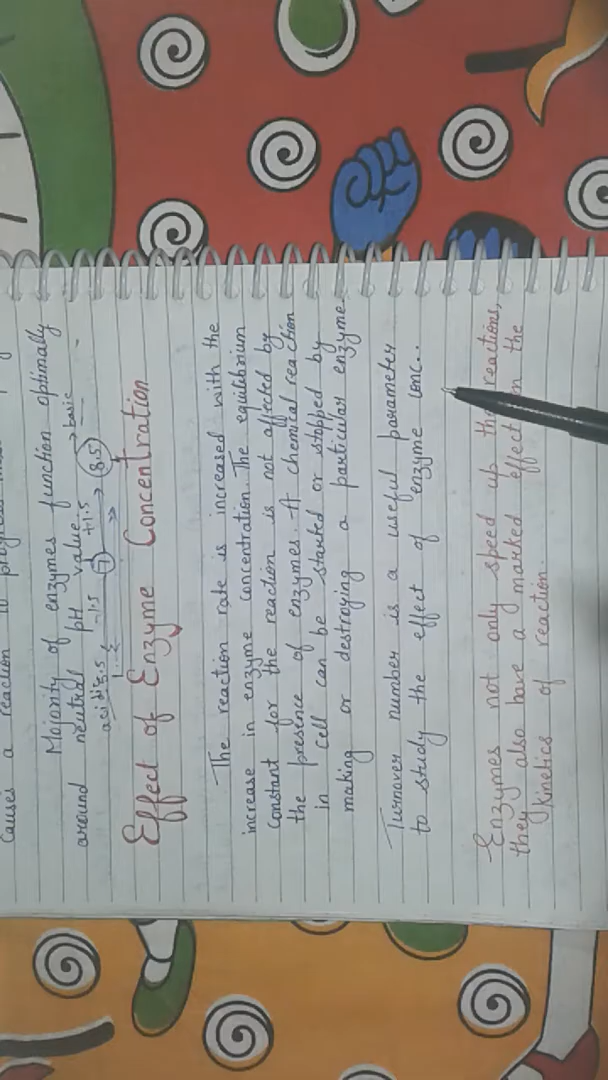 causes a reaction to
Majority of enzymes function optimally
around neutral pH value. → basic
acidic 5.5 -1.5 7 +1.5 → 8.5
Effect of Enzyme Concentration
The reaction rate is increased with the
increase in enzyme concentration. The equilibrium
constant for the reaction is not affected by
the presence of enzymes. A chemical reaction
in cell can be started or stopped by
making or destroying a particular enzyme.
Turnover number is a useful parameter
to study the effect of enzyme conc..
Enzymes not only speed up the reactions,
they also have a marked effect on the
kinetics of reaction.